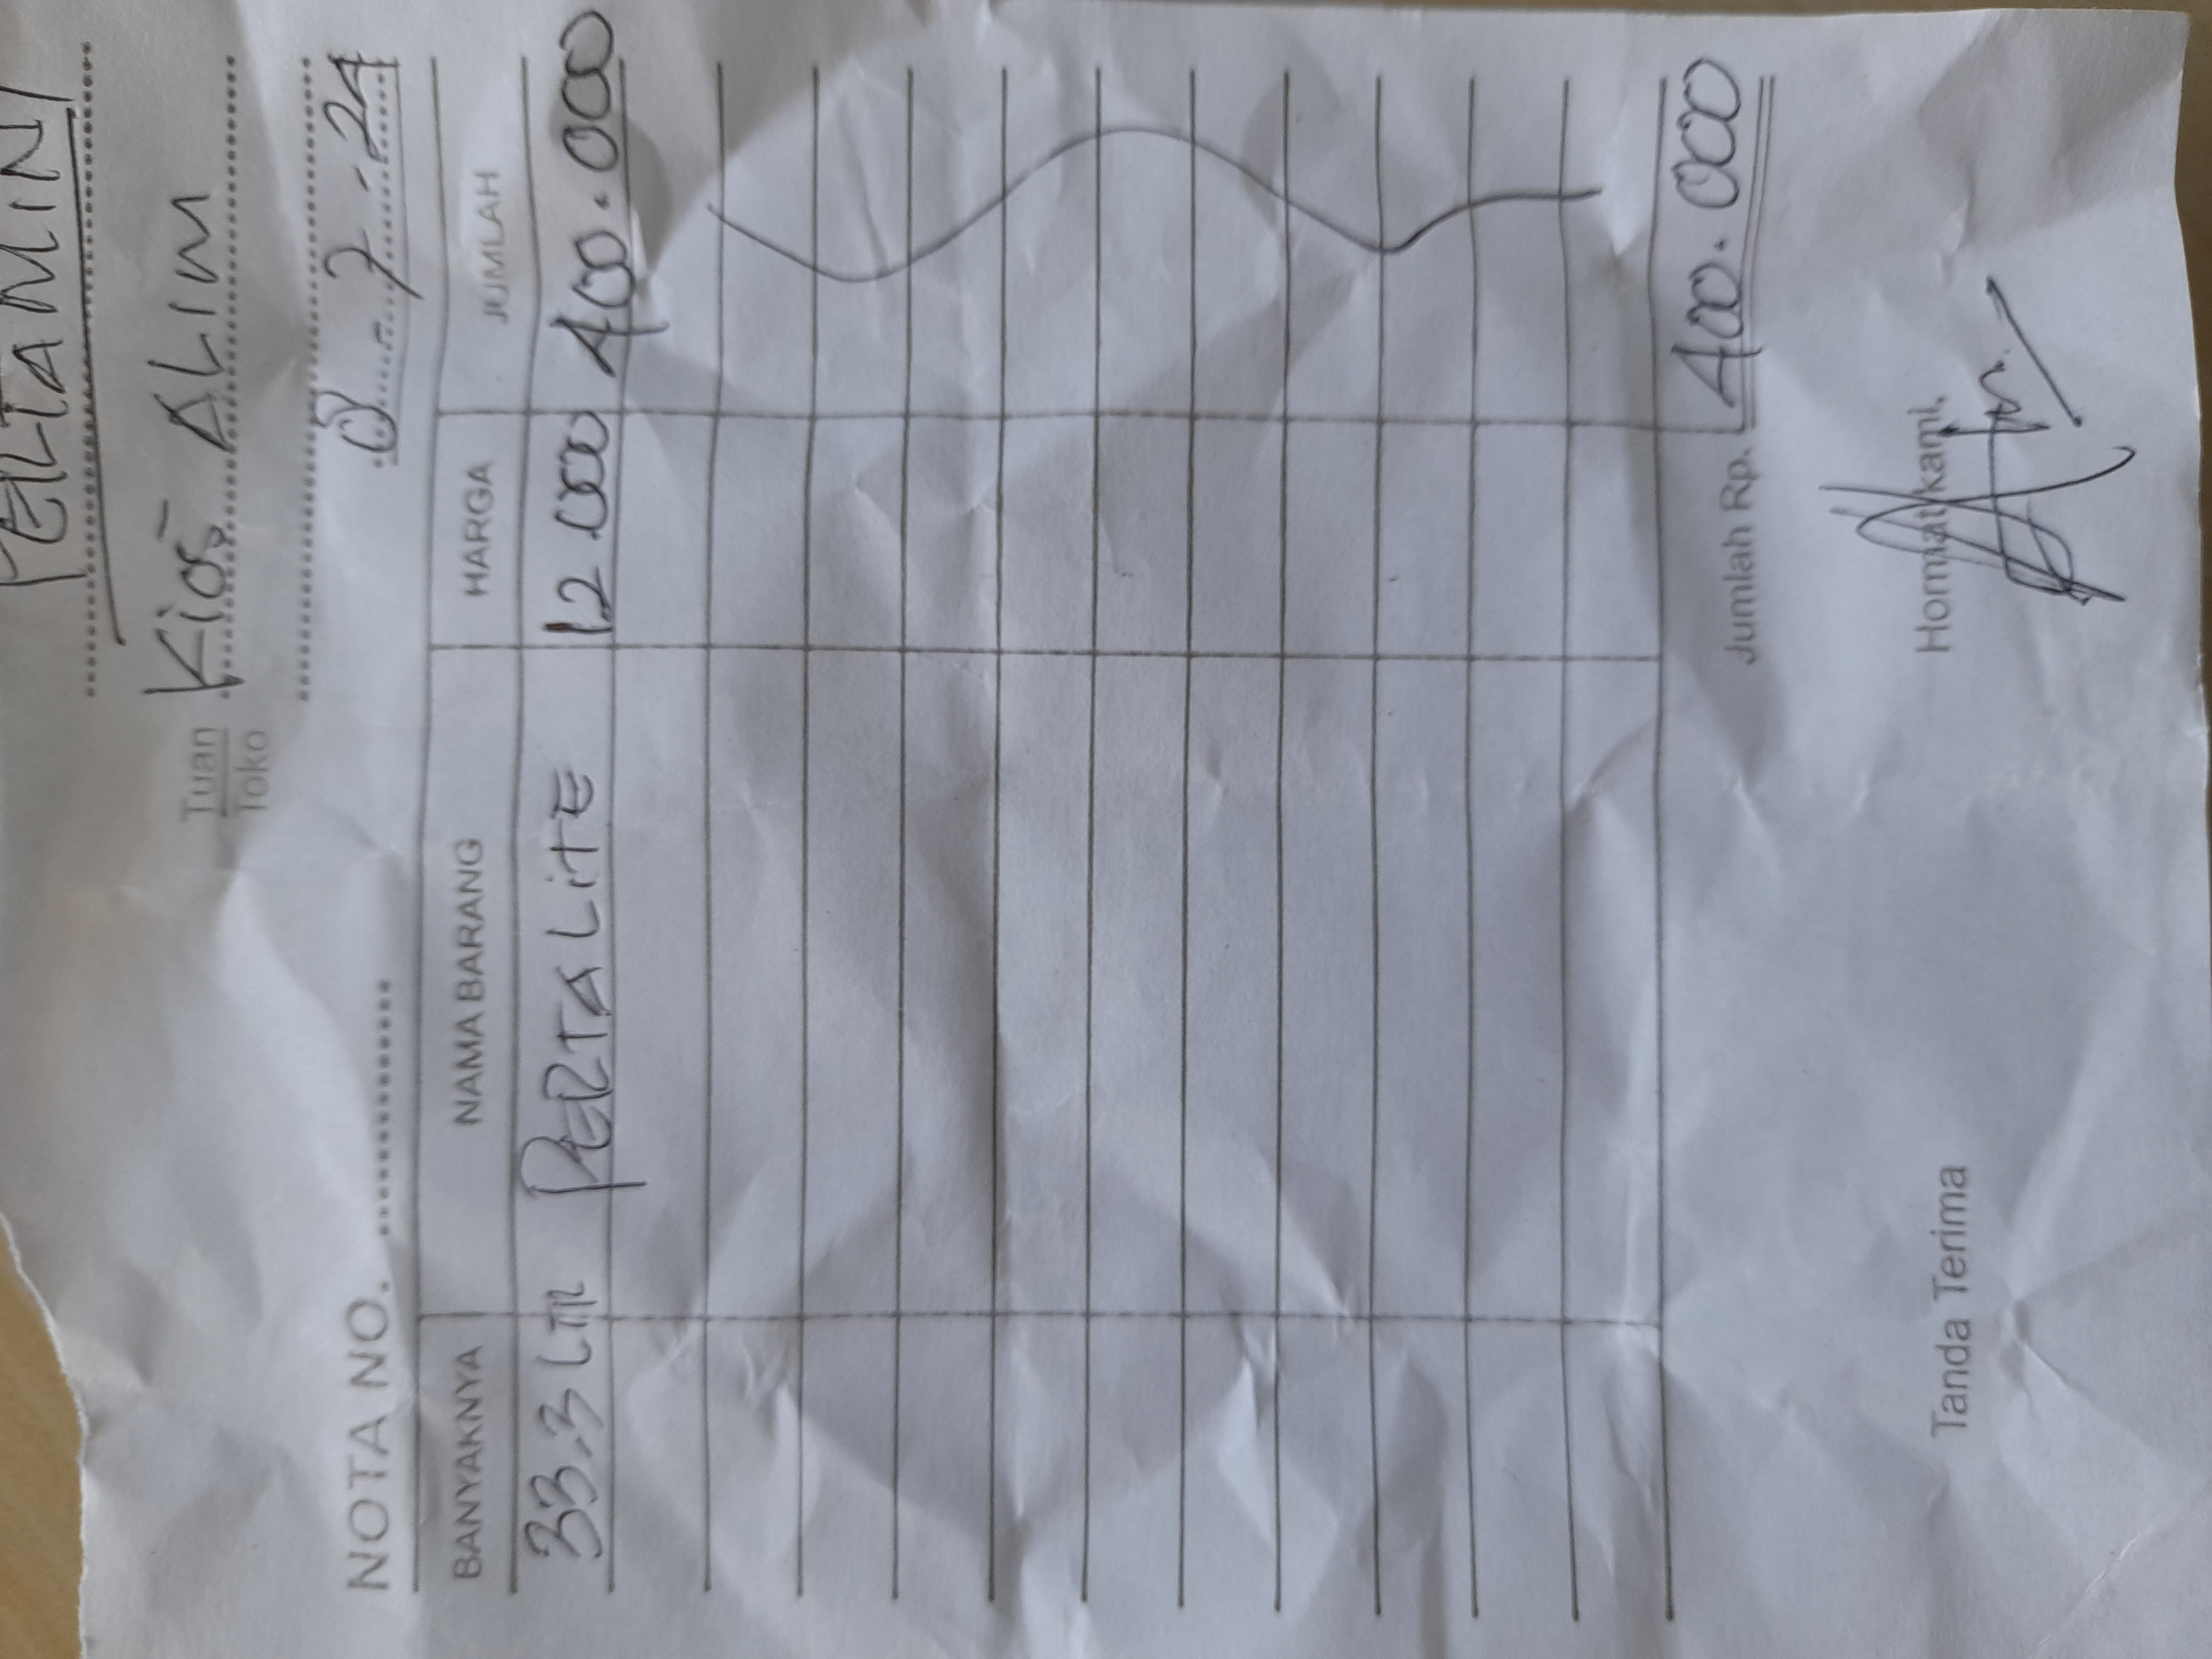 PERTAMINI
Tuan
Toko
Kios ALIM
8 - 7 - 24
NOTA NO. ............
BANYAKNYA NAMA BARANG HARGA JUMLAH
33.3 LTR PERTALITE 12 000 400.000
Jumlah Rp. 400.000
Tanda Terima Hormat kami,